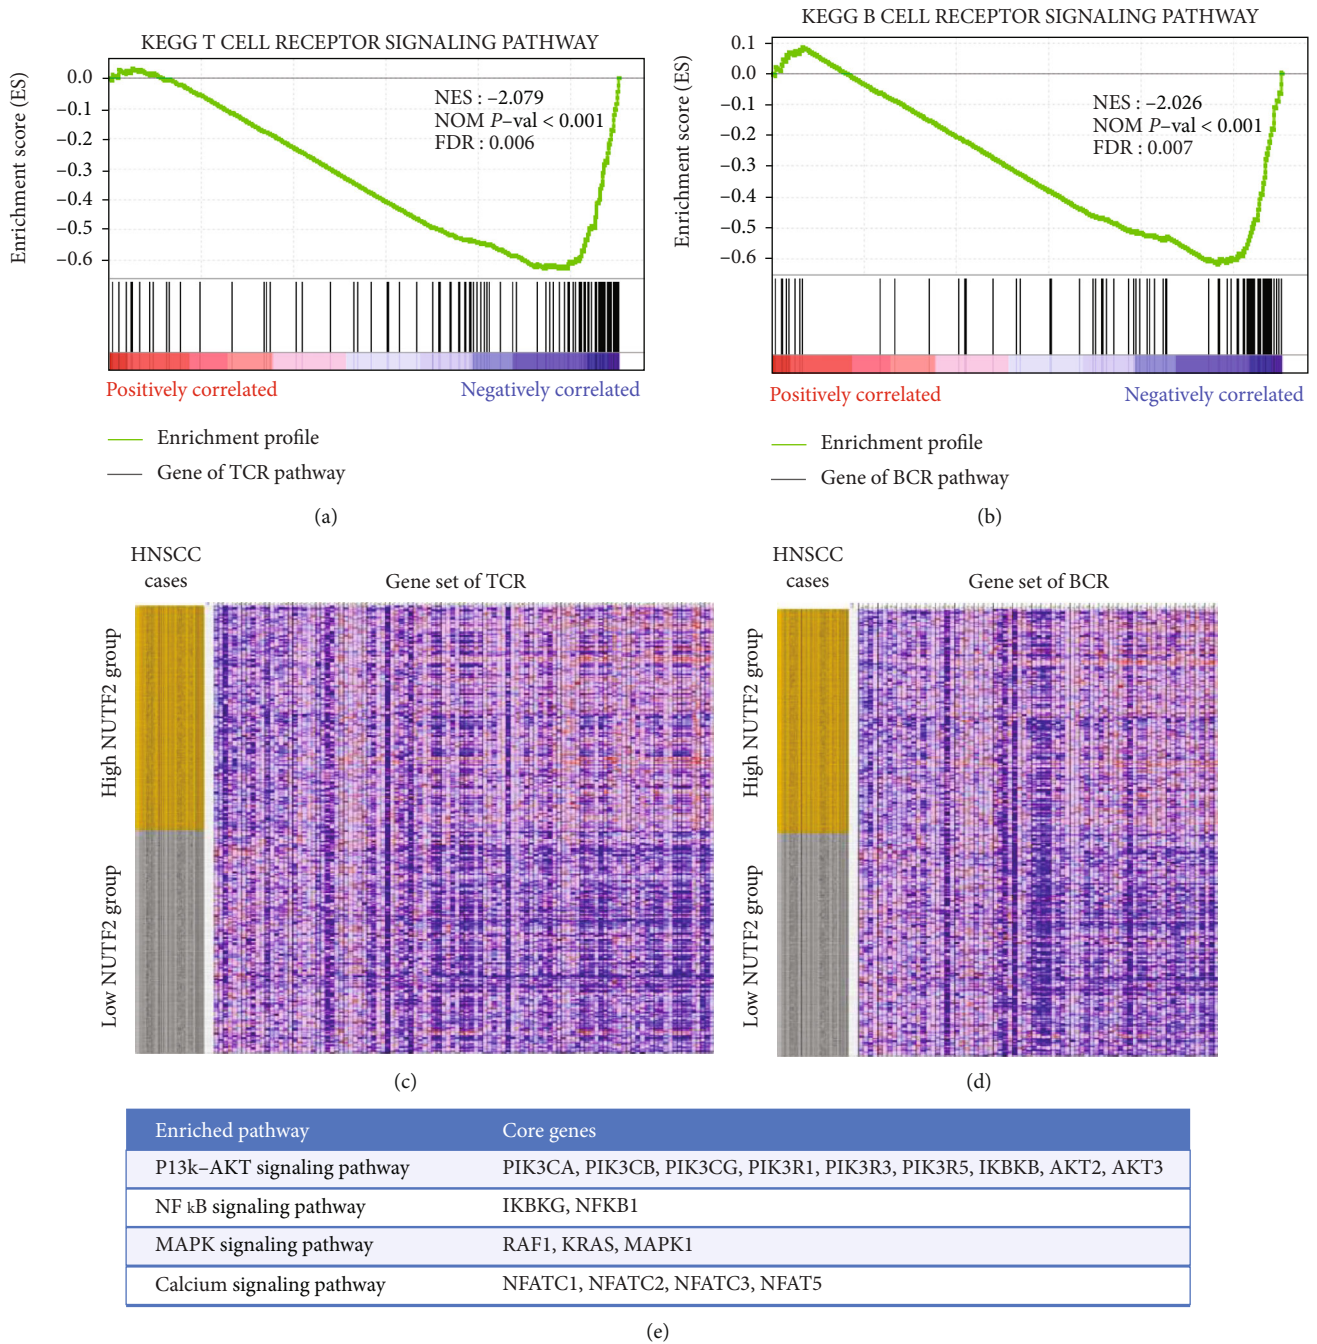 KEGG T CELL RECEPTOR SIGNALING PATHWAY
Enrichment score (ES)
0.0
−0.1
−0.2
−0.3
−0.4
−0.5
−0.6
NES : −2.079
NOM P−val < 0.001
FDR : 0.006
Positively correlated
Negatively correlated
Enrichment profile
Gene of TCR pathway
(a)
KEGG B CELL RECEPTOR SIGNALING PATHWAY
Enrichment score (ES)
0.1
0.0
−0.1
−0.2
−0.3
−0.4
−0.5
−0.6
NES : −2.026
NOM P−val < 0.001
FDR : 0.007
Positively correlated
Negatively correlated
Enrichment profile
Gene of BCR pathway
(b)
HNSCC
cases
Gene set of TCR
High NUTF2 group
Low NUTF2 group
(c)
HNSCC
cases
Gene set of BCR
High NUTF2 group
Low NUTF2 group
(d)
Enriched pathway Core genes
P13k−AKT signaling pathway PIK3CA, PIK3CB, PIK3CG, PIK3R1, PIK3R3, PIK3R5, IKBKB, AKT2, AKT3
NF kB signaling pathway IKBKG, NFKB1
MAPK signaling pathway RAF1, KRAS, MAPK1
Calcium signaling pathway NFATC1, NFATC2, NFATC3, NFAT5
(e)